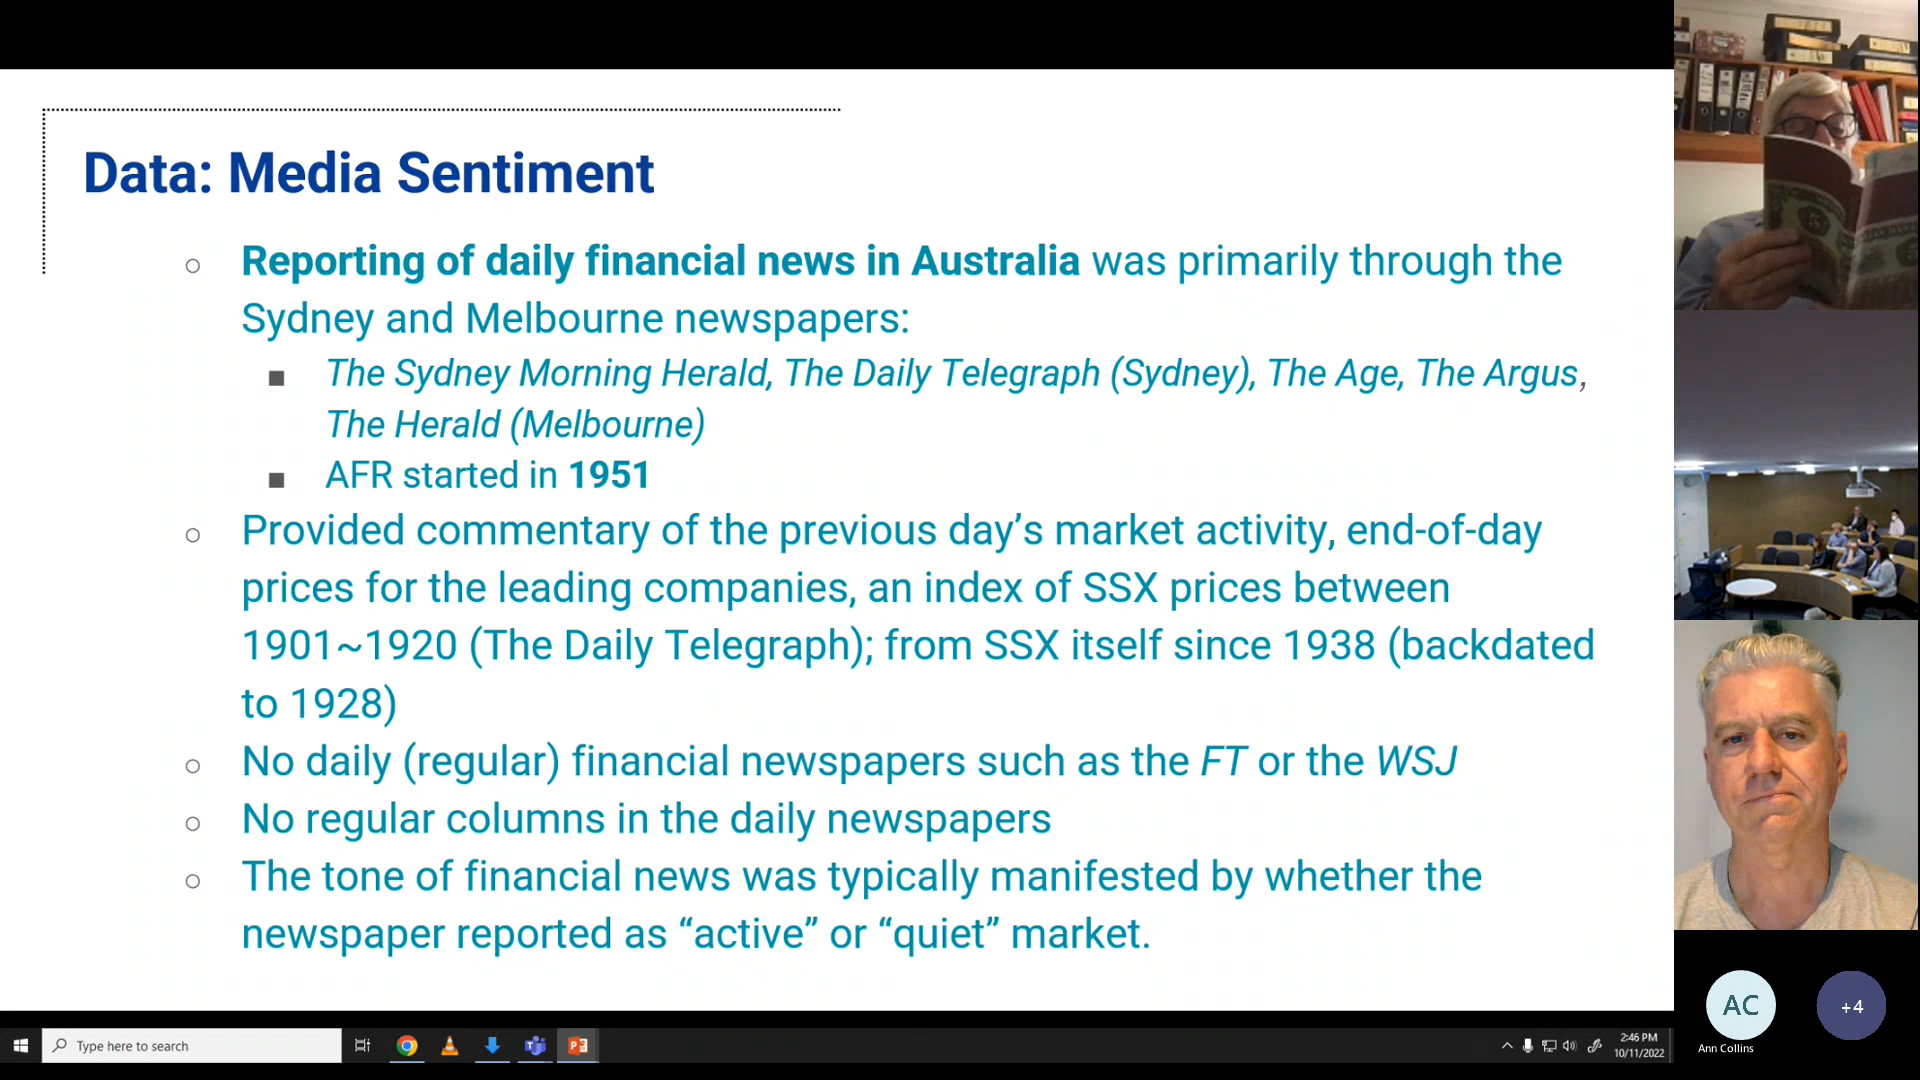 Data: Media Sentiment
Reporting of daily financial news in Australia was primarily through the
Sydney and Melbourne newspapers:
The Sydney Morning Herald, The Daily Telegraph (Sydney), The Age, The Argus,
The Herald (Melbourne)
AFR started in 1951
Provided commentary of the previous day’s market activity, end-of-day
prices for the leading companies, an index of SSX prices between
1901~1920 (The Daily Telegraph); from SSX itself since 1938 (backdated
to 1928)
No daily (regular) financial newspapers such as the FT or the WSJ
No regular columns in the daily newspapers
The tone of financial news was typically manifested by whether the
newspaper reported as “active” or “quiet” market.
AC
+4
Ann Collins
Type here to search
2:46 PM
10/11/2022